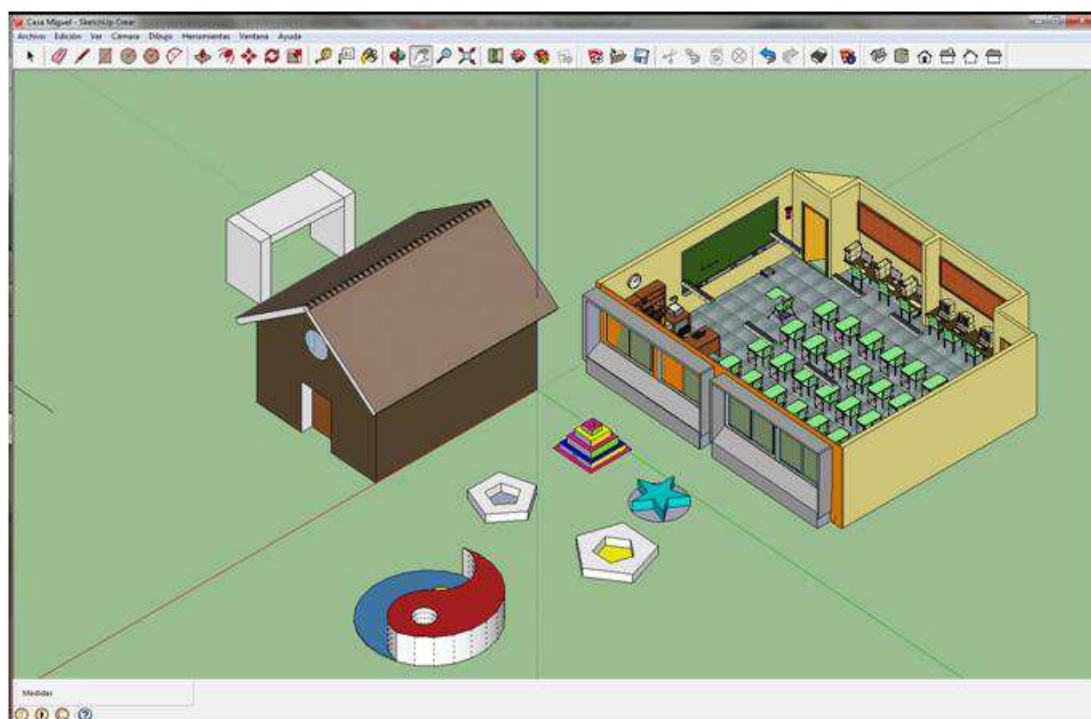 Casa Miguel - SketchUp Crear
Archivo Edición Ver Cámara Dibujo Herramientas Ventana Ayuda
Medidas